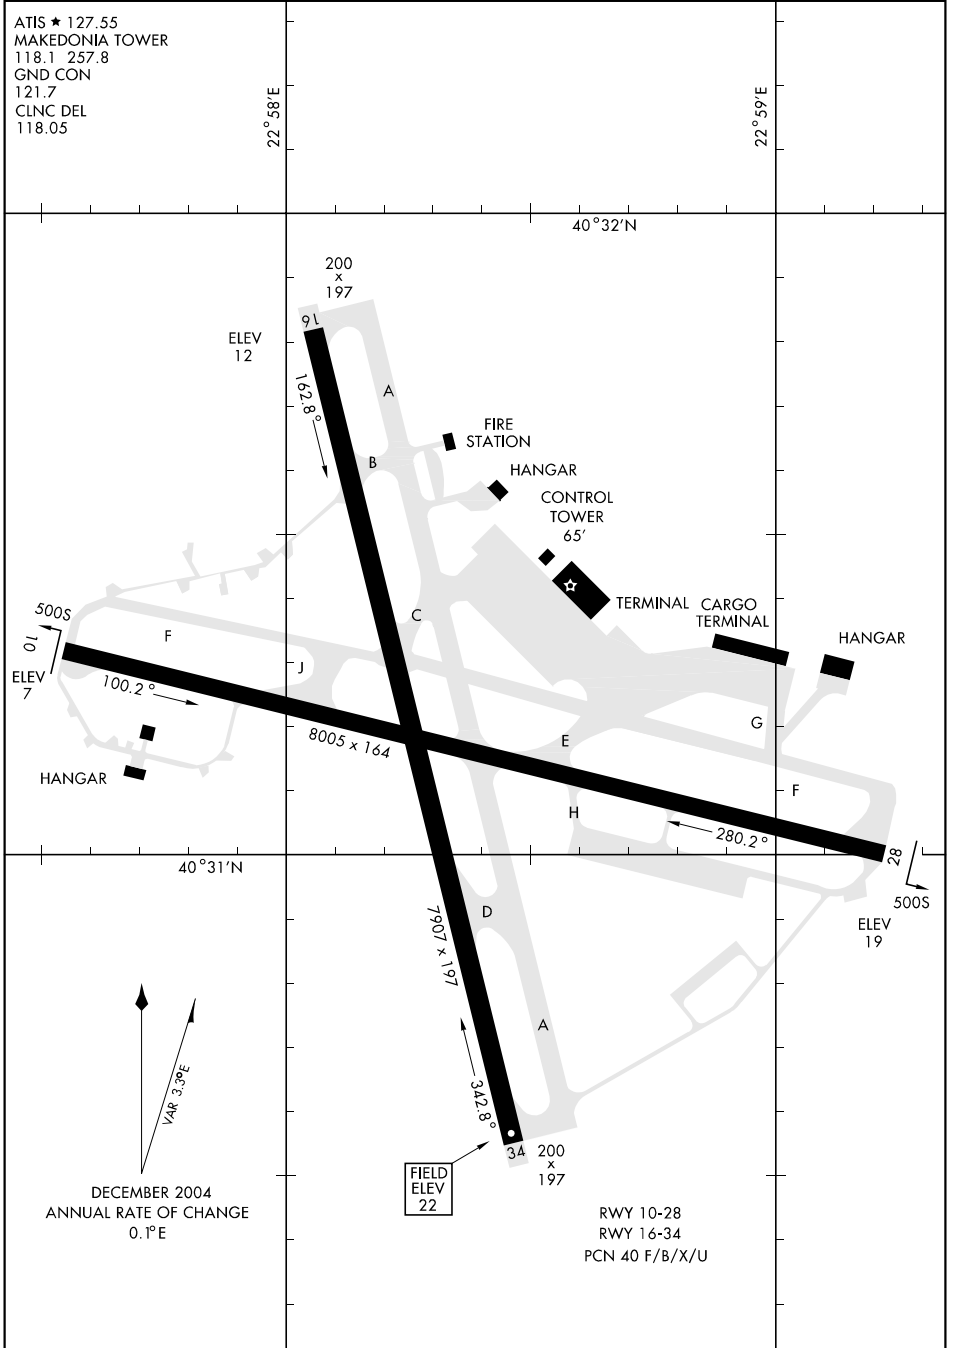 ATIS ★ 127.55
MAKEDONIA TOWER
118.1 257.8
GND CON
121.7
CLNC DEL
118.05
22°58'E
22°59'E
40°32'N
200
x
197
16
ELEV
12
162.8°
A
FIRE
STATION
B
HANGAR
CONTROL
TOWER
65'
TERMINAL
CARGO
TERMINAL
HANGAR
500S
10
ELEV
7
F
C
J
100.2°
8005 x 164
E
G
F
HANGAR
H
280.2°
28
500S
ELEV
19
40°31'N
D
7907 x 197
A
342.8°
34
200
x
197
VAR 3.3°E
FIELD
ELEV
22
DECEMBER 2004
ANNUAL RATE OF CHANGE
0.1°E
RWY 10-28
RWY 16-34
PCN 40 F/B/X/U